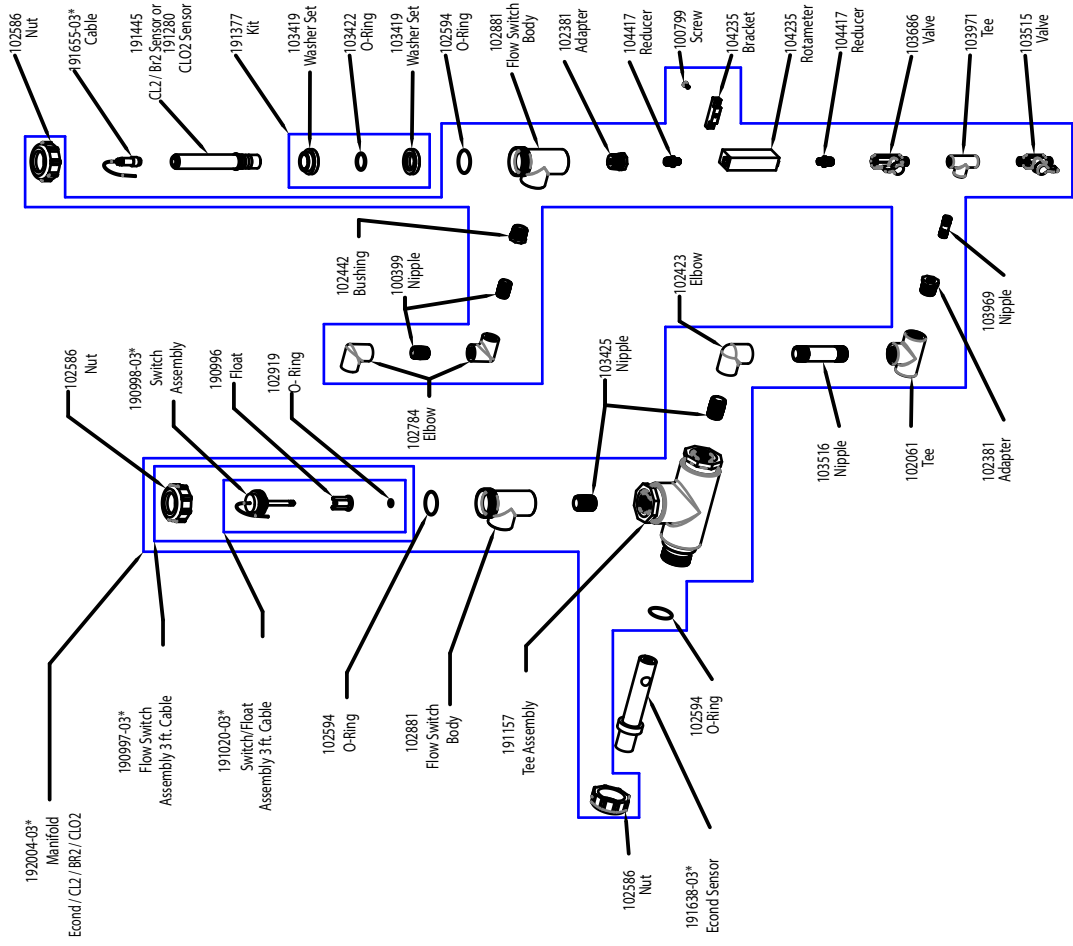 102586
Nut
191655-03*
Cable
191445
CL2 / Br2 Sensor or
191280
CLO2 Sensor
191377
Kit
103419
Washer Set
103422
O-Ring
103419
Washer Set
102594
O-Ring
102881
Flow Switch
Body
102381
Adapter
104417
Reducer
100799
Screw
104235
Bracket
104235
Rotameter
104417
Reducer
103686
Valve
103971
Tee
103515
Valve
102442
Bushing
100399
Nipple
102784
Elbow
102423
Elbow
103425
Nipple
103969
Nipple
103516
Nipple
102061
Tee
102381
Adapter
102586
Nut
190998-03*
Switch
Assembly
190996
Float
102919
O- Ring
192004-03*
Manifold
Econd / CL2 / BR2 / CLO2
190997-03*
Flow Switch
Assembly 3 ft. Cable
191020-03*
Switch/Float
Assembly 3 ft. Cable
102594
O-Ring
102881
Flow Switch
Body
191157
Tee Assembly
102594
O-Ring
102586
Nut
191638-03*
Econd Sensor